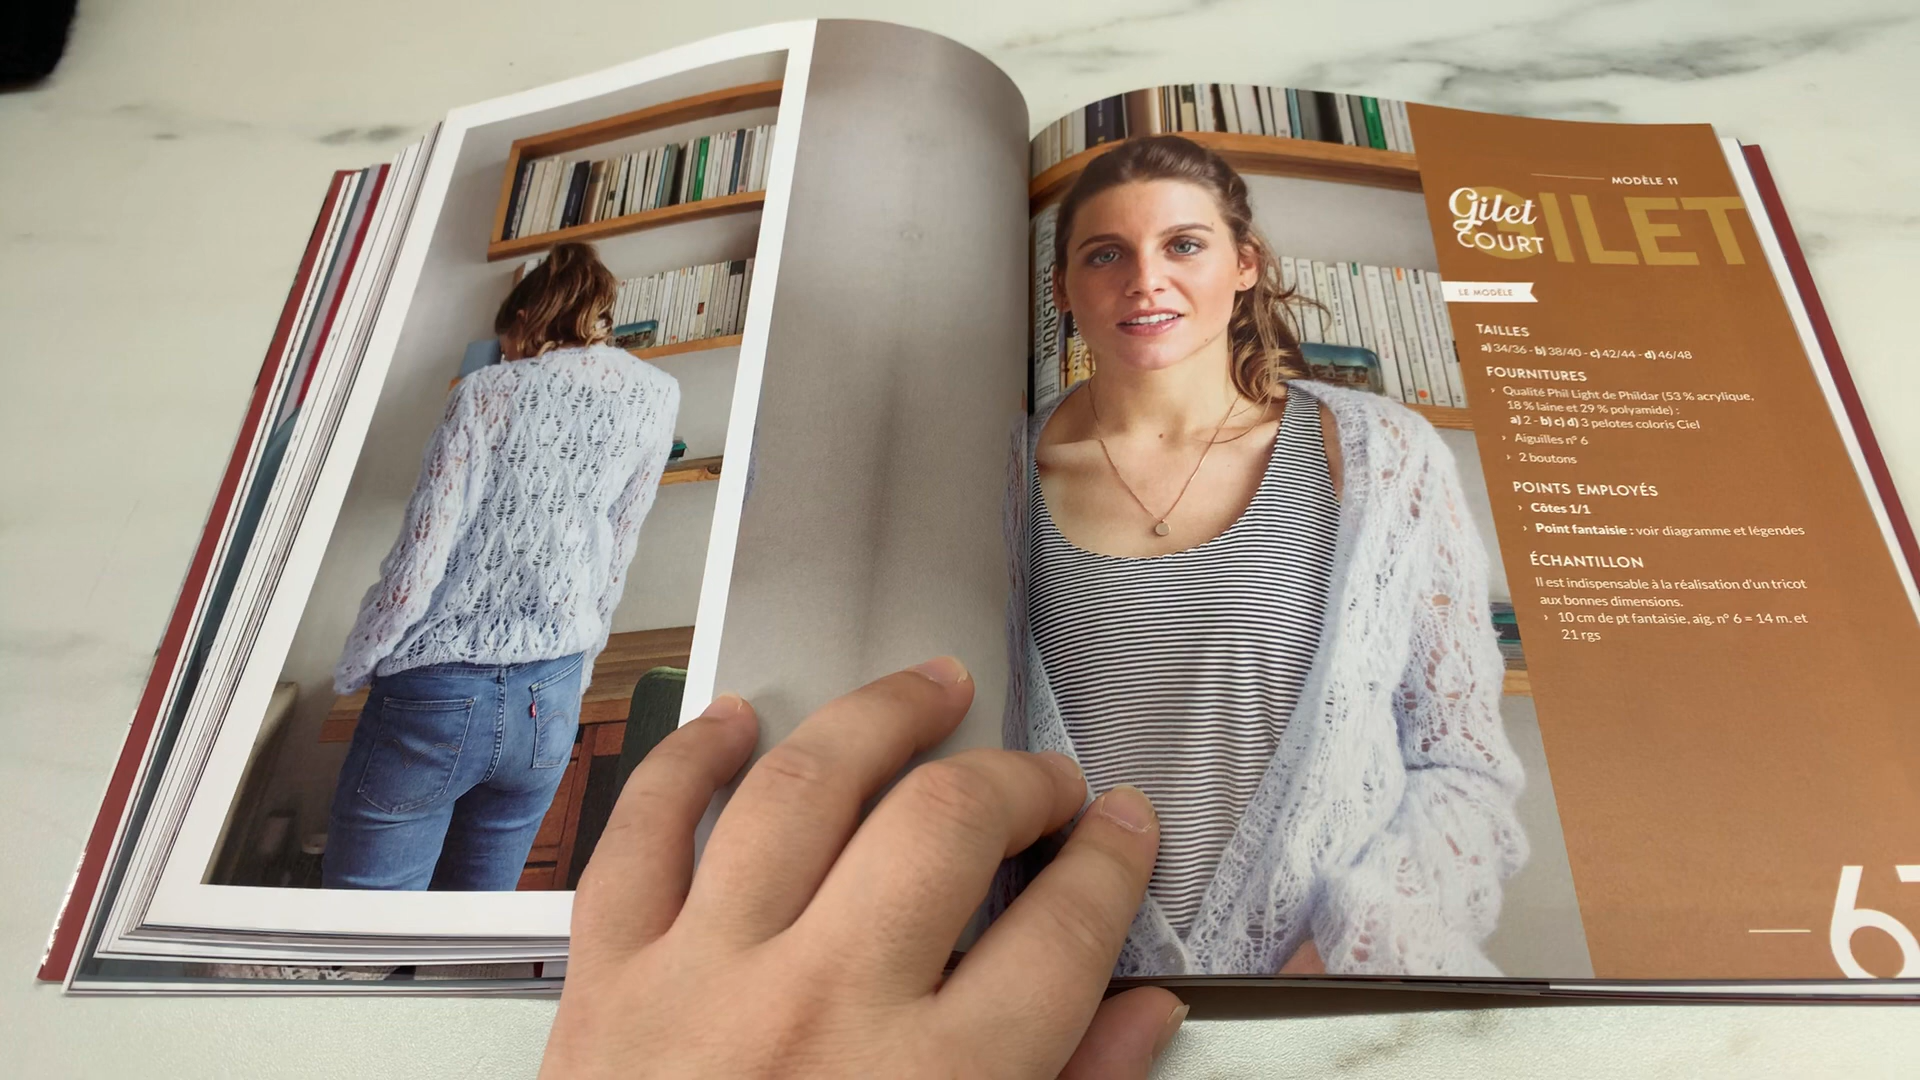 MONSTRES
MODÈLE 11
GILET
Gilet
COURT
LE MODÈLE
TAILLES
a) 34/36 - b) 38/40 - c) 42/44 - d) 46/48
FOURNITURES
› Qualité Phil Light de Phildar (53 % acrylique,
18 % laine et 29 % polyamide) :
a) 2 - b) c) d) 3 pelotes coloris Ciel
› Aiguilles n° 6
› 2 boutons
POINTS EMPLOYÉS
› Côtes 1/1
› Point fantaisie : voir diagramme et légendes
ÉCHANTILLON
Il est indispensable à la réalisation d'un tricot
aux bonnes dimensions.
› 10 cm de pt fantaisie, aig. n° 6 = 14 m. et
21 rgs